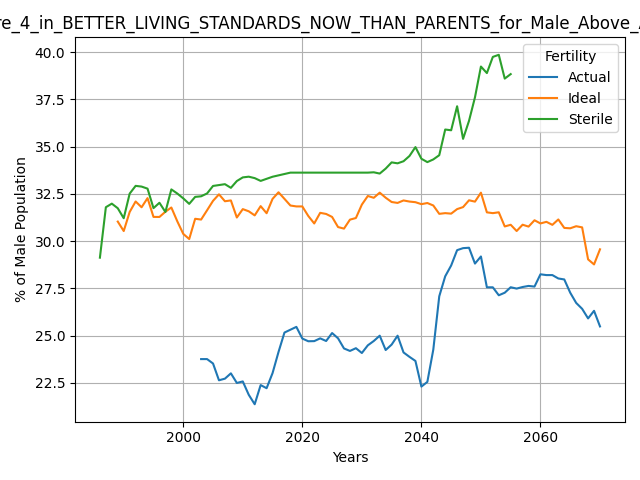 re_4_in_BETTER_LIVING_STANDARDS_NOW_THAN_PARENTS_for_Male_Above_
40.0
Fertility
Actual
Ideal
Sterile
37.5
35.0
32.5
30.0
27.5
25.0
22.5
% of Male Population
2000 2020 2040 2060
Years